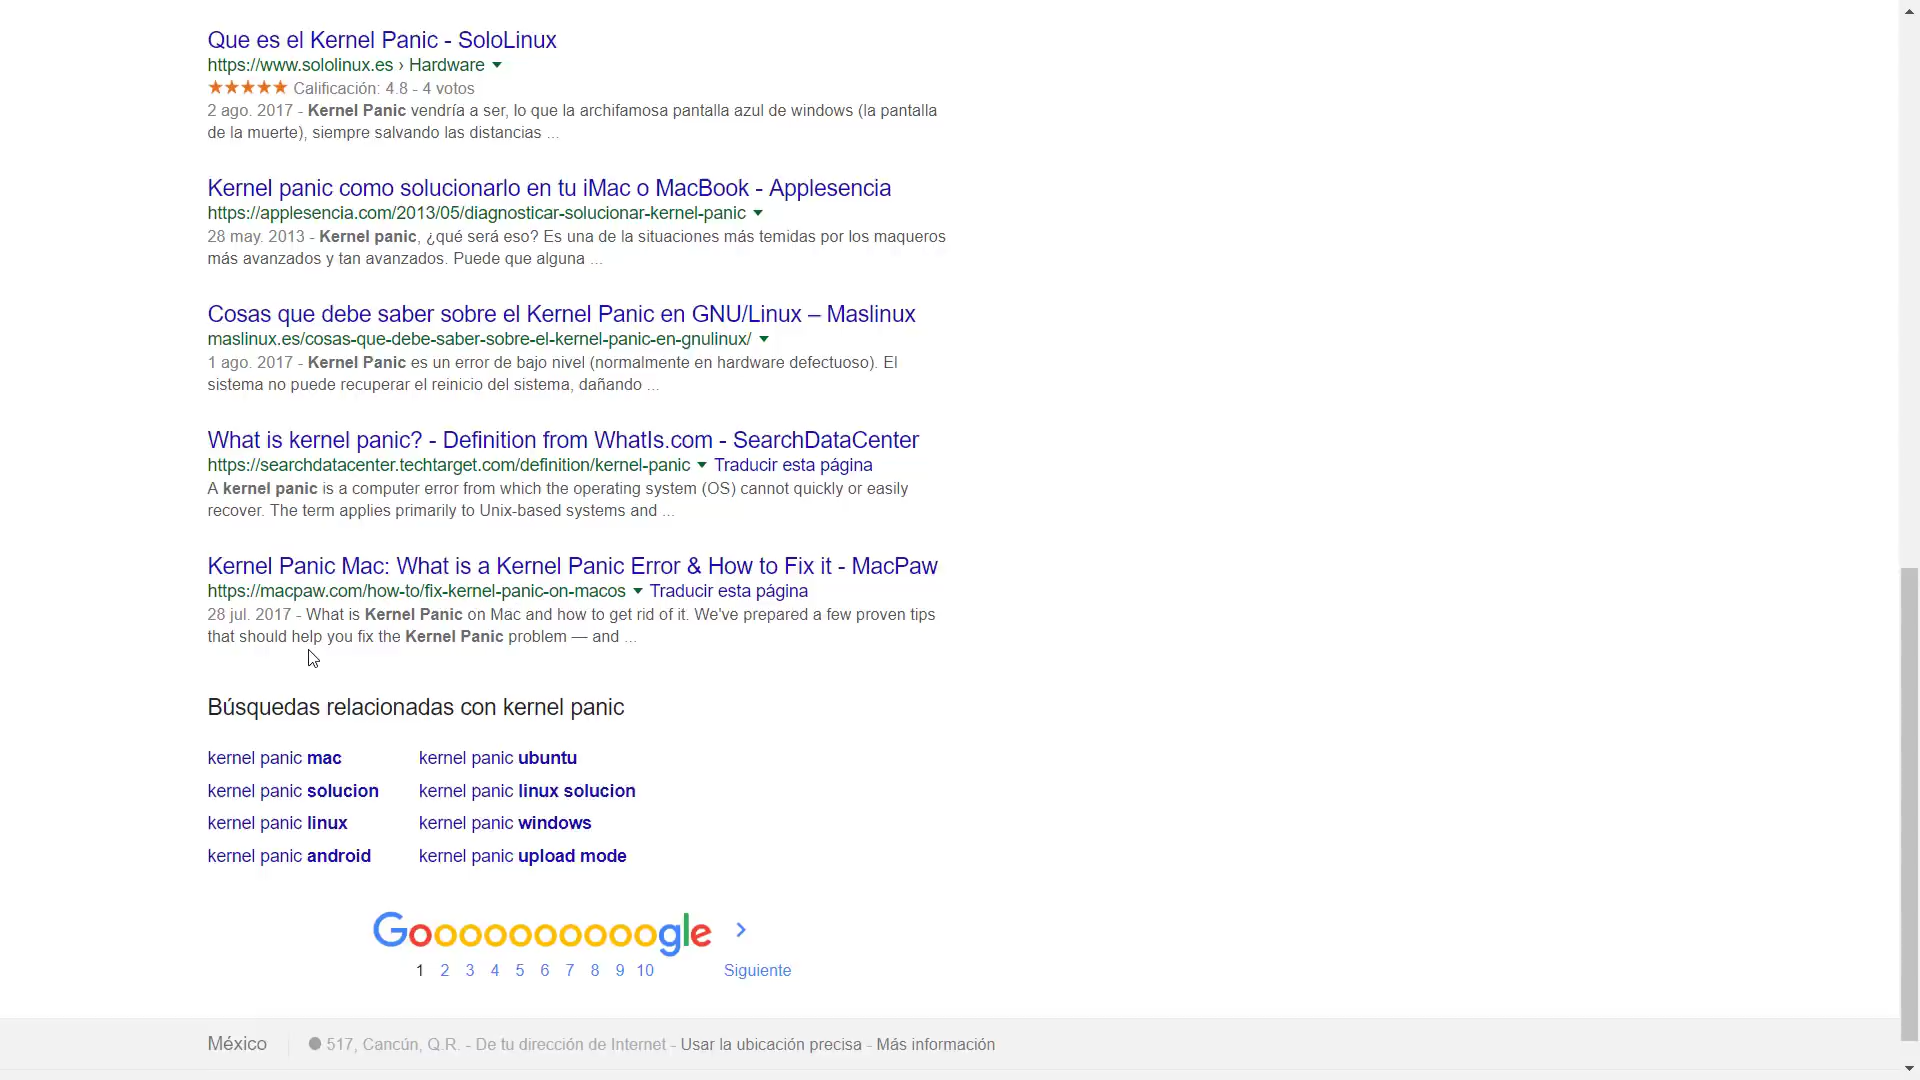 Que es el Kernel Panic - SoloLinux
https://www.sololinux.es › Hardware
Calificación: 4.8 - 4 votos
2 ago. 2017 - Kernel Panic vendría a ser, lo que la archifamosa pantalla azul de windows (la pantalla
de la muerte), siempre salvando las distancias ...
Kernel panic como solucionarlo en tu iMac o MacBook - Applesencia
https://applesencia.com/2013/05/diagnosticar-solucionar-kernel-panic
28 may. 2013 - Kernel panic, ¿qué será eso? Es una de la situaciones más temidas por los maqueros
más avanzados y tan avanzados. Puede que alguna ...
Cosas que debe saber sobre el Kernel Panic en GNU/Linux – Maslinux
maslinux.es/cosas-que-debe-saber-sobre-el-kernel-panic-en-gnulinux/
1 ago. 2017 - Kernel Panic es un error de bajo nivel (normalmente en hardware defectuoso). El
sistema no puede recuperar el reinicio del sistema, dañando ...
What is kernel panic? - Definition from WhatIs.com - SearchDataCenter
https://searchdatacenter.techtarget.com/definition/kernel-panic Traducir esta página
A kernel panic is a computer error from which the operating system (OS) cannot quickly or easily
recover. The term applies primarily to Unix-based systems and ...
Kernel Panic Mac: What is a Kernel Panic Error & How to Fix it - MacPaw
https://macpaw.com/how-to/fix-kernel-panic-on-macos Traducir esta página
28 jul. 2017 - What is Kernel Panic on Mac and how to get rid of it. We've prepared a few proven tips
that should help you fix the Kernel Panic problem — and ...
Búsquedas relacionadas con kernel panic
kernel panic mac kernel panic ubuntu
kernel panic solucion kernel panic linux solucion
kernel panic linux kernel panic windows
kernel panic android kernel panic upload mode
Goooooooooogle >
1 2 3 4 5 6 7 8 9 10 Siguiente
México 517, Cancún, Q.R. - De tu dirección de Internet - Usar la ubicación precisa - Más información